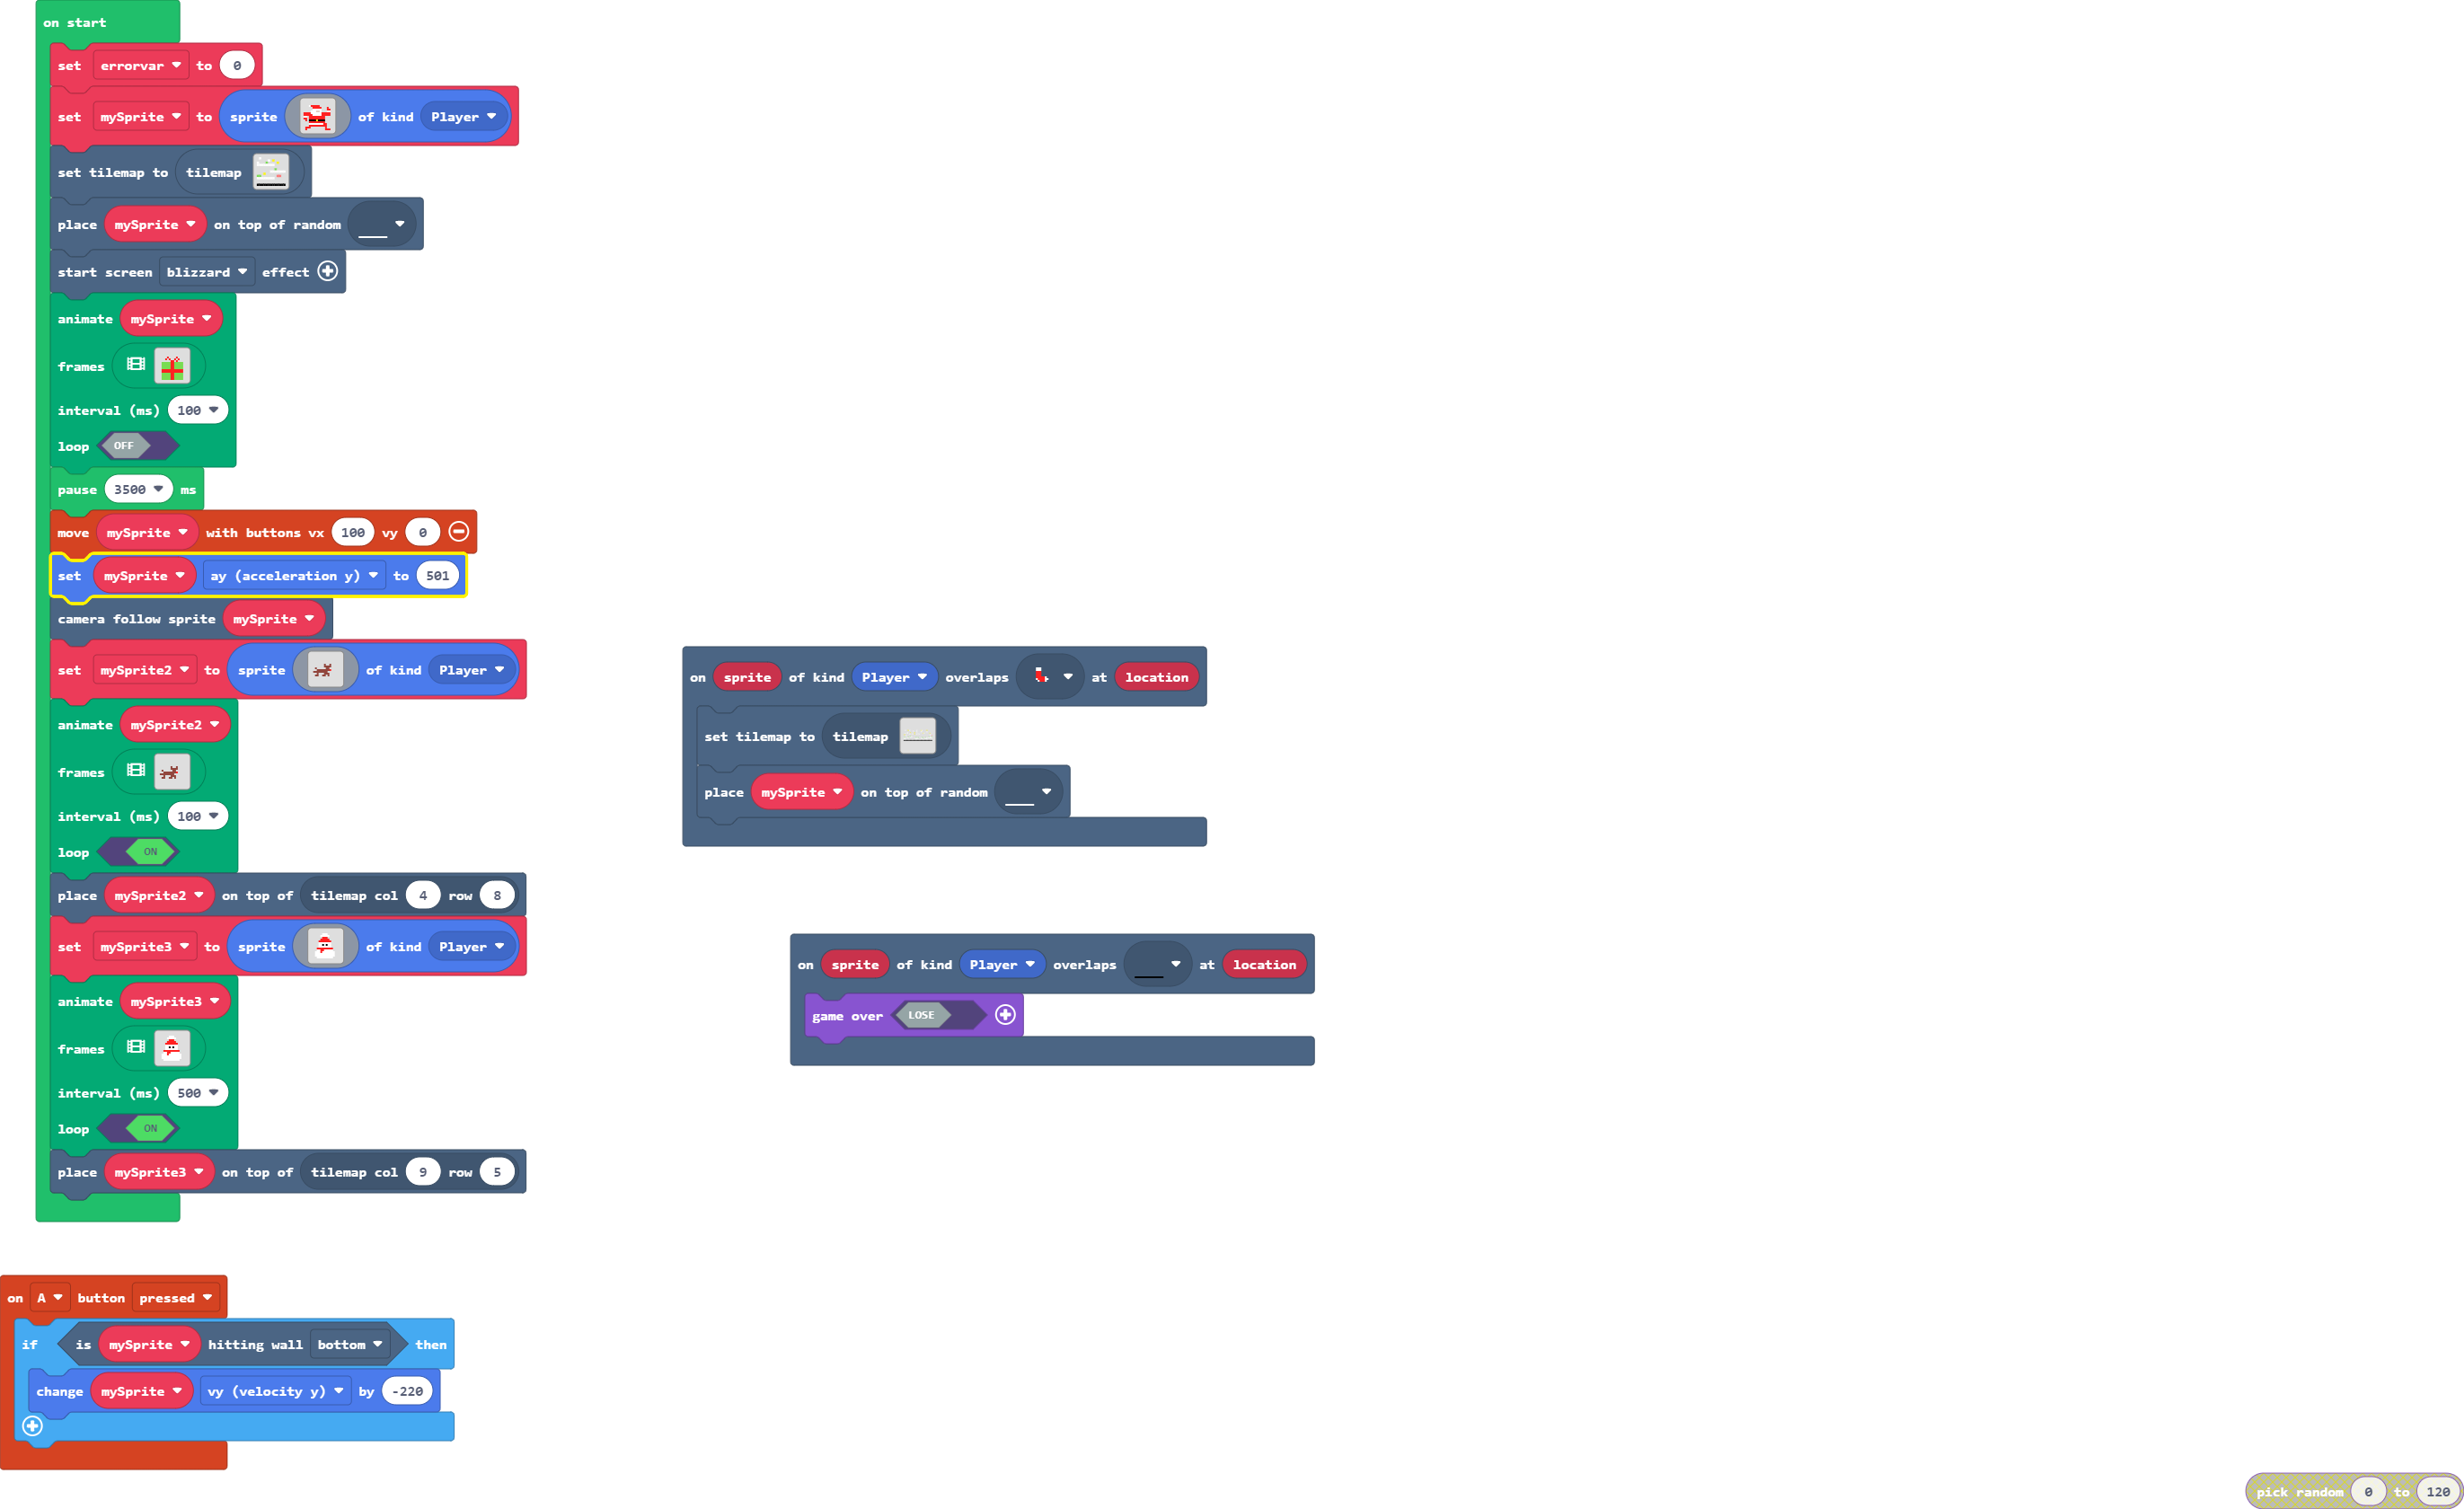 on start
set errorvar to 0
set mySprite to sprite of kind Player
set tilemap to tilemap
place mySprite on top of random
start screen blizzard effect
animate mySprite
frames
interval (ms) 100
loop OFF
pause 3500 ms
move mySprite with buttons vx 100 vy 0
set mySprite ay (acceleration y) to 501
camera follow sprite mySprite
set mySprite2 to sprite of kind Player
animate mySprite2
frames
interval (ms) 100
loop ON
place mySprite2 on top of tilemap col 4 row 8
set mySprite3 to sprite of kind Player
animate mySprite3
frames
interval (ms) 500
loop ON
place mySprite3 on top of tilemap col 9 row 5
on sprite of kind Player overlaps at location
set tilemap to tilemap
place mySprite on top of random
on sprite of kind Player overlaps at location
game over LOSE
on A button pressed
if is mySprite hitting wall bottom then
change mySprite vy (velocity y) by -220
pick random 0 to 120